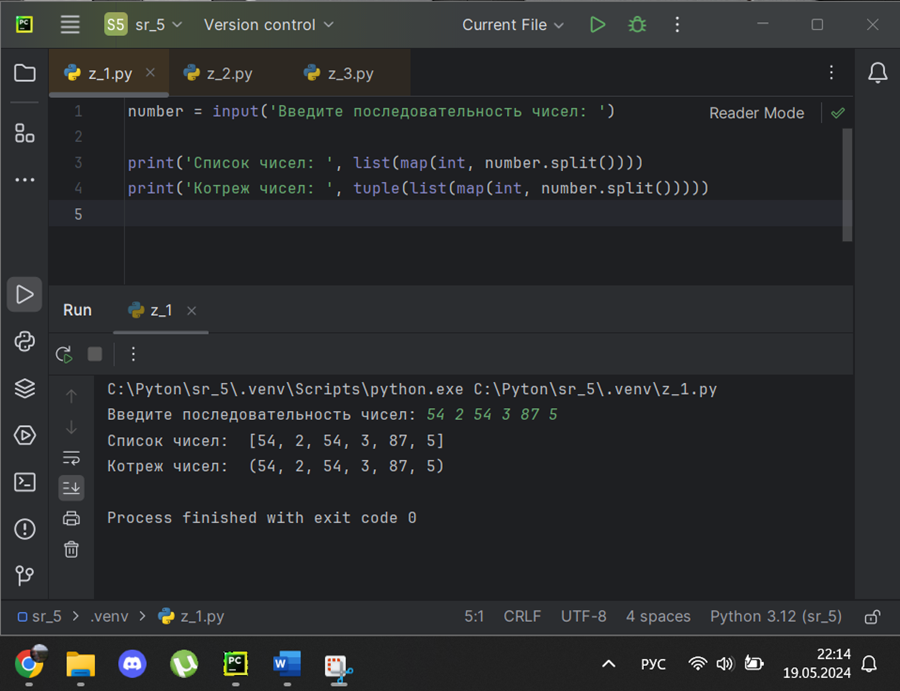 PC S5 sr_5 Version control Current File
z_1.py z_2.py z_3.py
1 number = input('Введите последовательность чисел: ')
Reader Mode
2
3 print('Список чисел: ', list(map(int, number.split())))
4 print('Котреж чисел: ', tuple(list(map(int, number.split()))))
5
Run z_1
C:\Pyton\sr_5\.venv\Scripts\python.exe C:\Pyton\sr_5\.venv\z_1.py
Введите последовательность чисел: 54 2 54 3 87 5
Список чисел:  [54, 2, 54, 3, 87, 5]
Котреж чисел:  (54, 2, 54, 3, 87, 5)
Process finished with exit code 0
sr_5 > .venv > z_1.py 5:1 CRLF UTF-8 4 spaces Python 3.12 (sr_5)
PC W РУС 22:14
19.05.2024